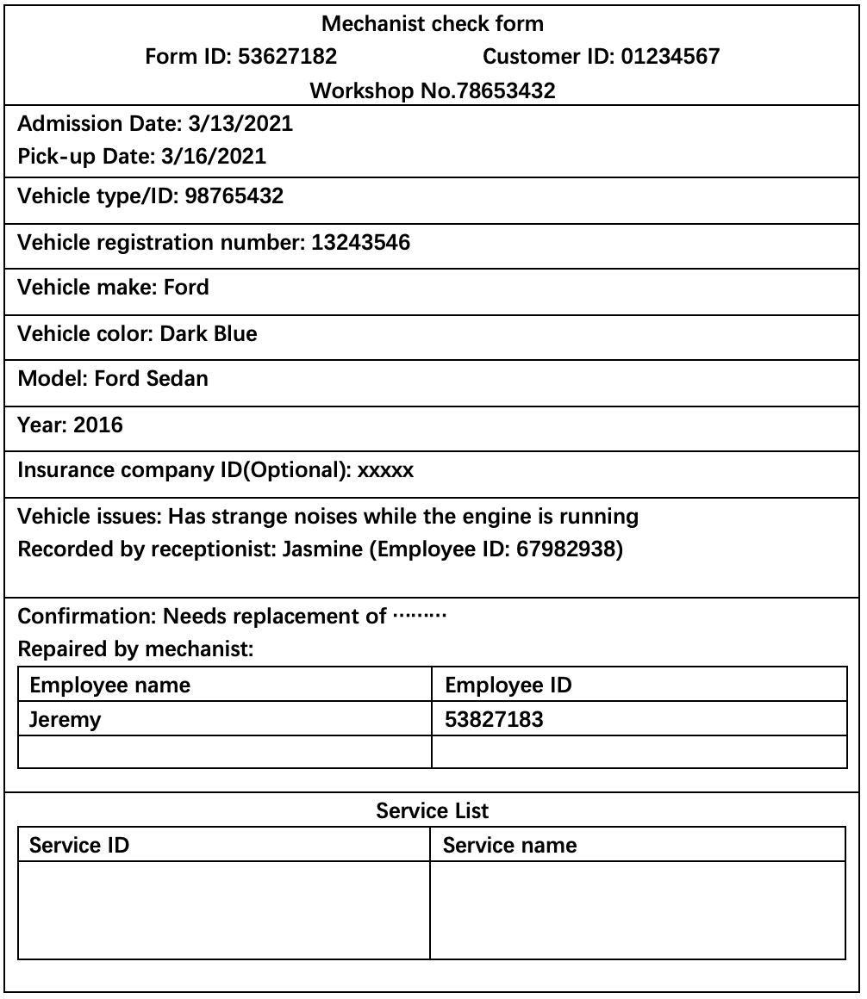 Mechanist check form
Form ID: 53627182 Customer ID: 01234567
Workshop No.78653432
Admission Date: 3/13/2021
Pick-up Date: 3/16/2021
Vehicle type/ID: 98765432
Vehicle registration number: 13243546
Vehicle make: Ford
Vehicle color: Dark Blue
Model: Ford Sedan
Year: 2016
Insurance company ID(Optional): xxxxx
Vehicle issues: Has strange noises while the engine is running
Recorded by receptionist: Jasmine (Employee ID: 67982938)
Confirmation: Needs replacement of ………
Repaired by mechanist:
Employee name Employee ID
Jeremy 53827183
Service List
Service ID Service name